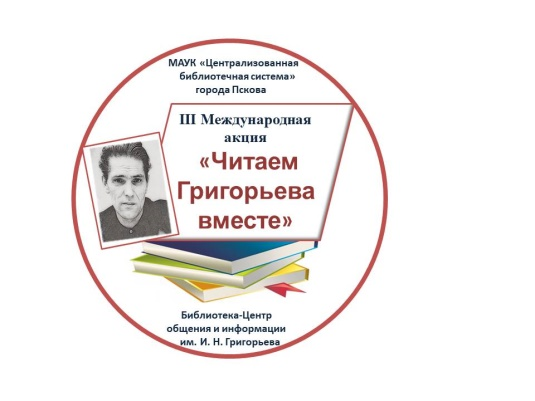 МАУК «Централизованная
библиотечная система»
города Пскова
III Международная
акция
«Читаем
Григорьева
вместе»
Библиотека-Центр
общения и информации
им. И. Н. Григорьева